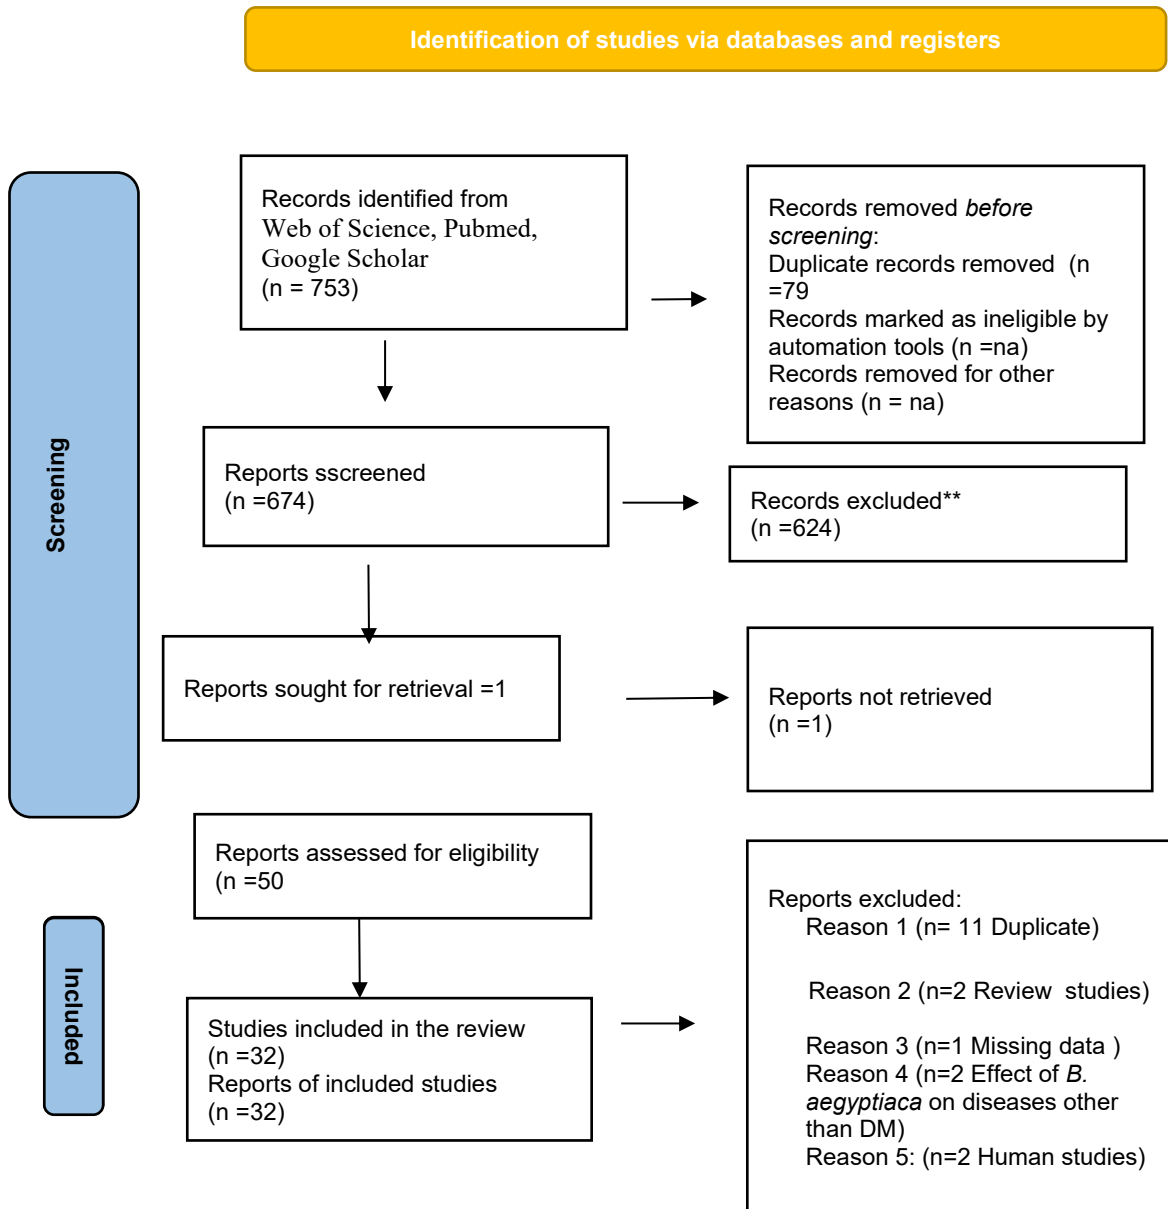 Identification of studies via databases and registers
Records identified from
Web of Science, Pubmed,
Google Scholar
(n = 753)
Records removed before
screening:
Duplicate records removed (n
=79
Records marked as ineligible by
automation tools (n =na)
Records removed for other
reasons (n = na)
Screening
Reports sscreened
(n =674)
Records excluded**
(n =624)
Reports sought for retrieval =1
Reports not retrieved
(n =1)
Reports assessed for eligibility
(n =50
Included
Studies included in the review
(n =32)
Reports of included studies
(n =32)
Reports excluded:
Reason 1 (n= 11 Duplicate)
Reason 2 (n=2 Review studies)
Reason 3 (n=1 Missing data )
Reason 4 (n=2 Effect of B.
aegyptiaca on diseases other
than DM)
Reason 5: (n=2 Human studies)